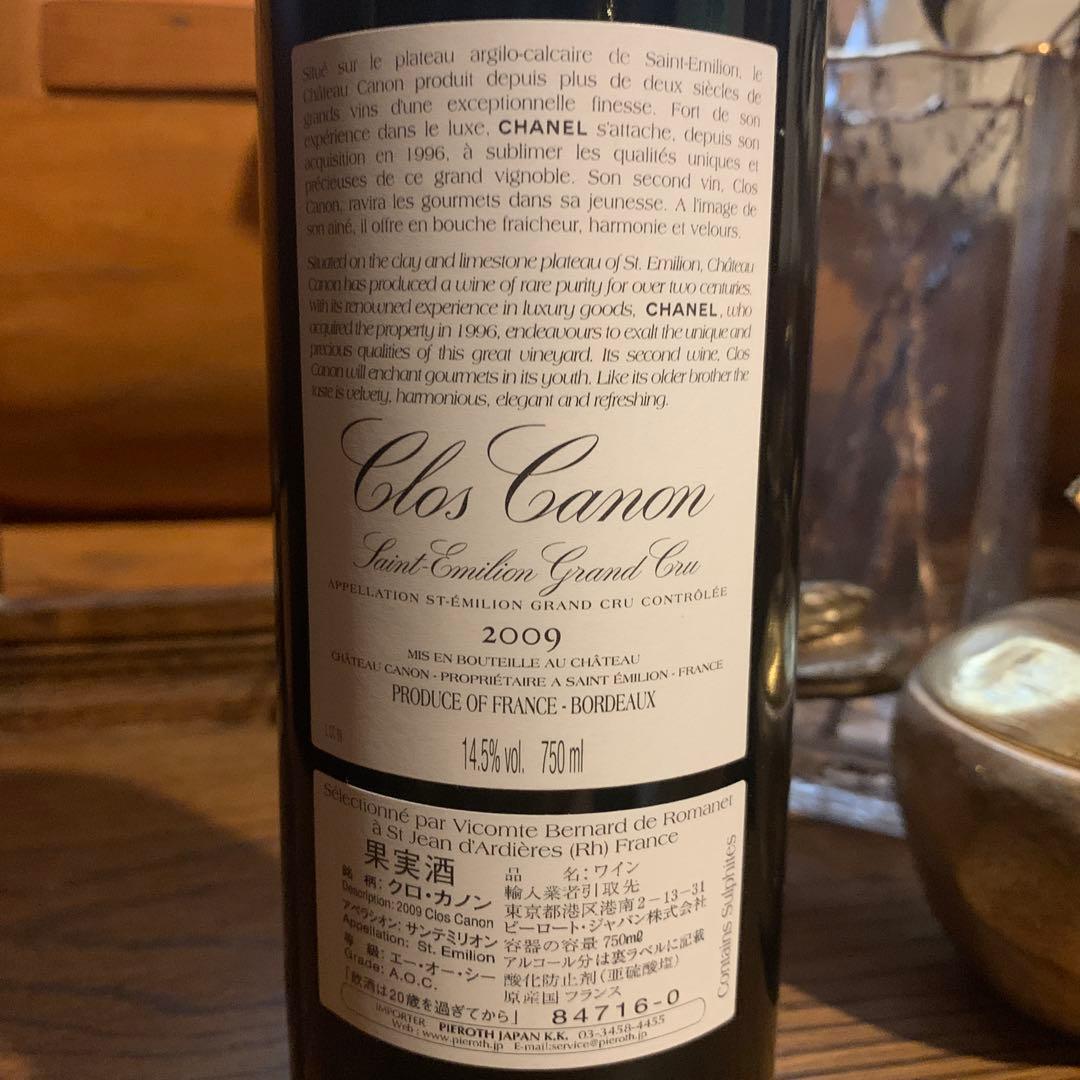 Situé sur le plateau argilo-calcaire de Saint-Emilion, le
Château Canon produit depuis plus de deux siècles de
grands vins d'une exceptionnelle finesse. Fort de son
expérience dans le luxe, CHANEL s'attache, depuis son
acquisition en 1996, à sublimer les qualités uniques et
précieuses de ce grand vignoble. Son second vin, Clos
Canon, ravira les gourmets dans sa jeunesse. A l'image de
son ainé, il offre en bouche fraicheur, harmonie et velours.
Situated on the clay and limestone plateau of St. Emilion, Château
Canon has produced a wine of rare purity for over two centuries.
with its renowned experience in luxury goods, CHANEL, who
acquired the property in 1996, endeavours to exalt the unique and
precious qualities of this great vineyard. Its second wine, Clos
Canon will enchant gourmets in its youth. Like its older brother the
taste is velvety, harmonious, elegant and refreshing.
Clos Canon
Saint-Emilion Grand Cru
APPELLATION ST-ÉMILION GRAND CRU CONTRÔLÉE
2009
MIS EN BOUTEILLE AU CHÂTEAU
CHÂTEAU CANON - PROPRIÉTAIRE A SAINT ÉMILION - FRANCE
PRODUCE OF FRANCE - BORDEAUX
14.5% vol. 750 ml
Sélectionné par Vicomte Bernard de Romanet
à St Jean d'Ardières (Rh) France
果実酒
銘 柄: クロ・カノン
Description: 2009 Clos Canon
アペラシオン: サンテミリオン
Appellation: St. Emilion
等 級: エー・オー・シー
Grade: A.O.C.
「飲酒は20歳を過ぎてから」
品 名: ワイン
輸入業者引取先
東京都港区港南2-13-31
ピーロート・ジャパン株式会社
容器の容量 750mℓ
アルコール分は裏ラベルに記載
酸化防止剤(亜硫酸塩)
原産国 フランス
84716-0
Contains Sulphites
IMPORTER PIEROTH JAPAN K.K. 03-3458-4455
Web : www.pieroth.jp E-mail:service@pieroth.jp